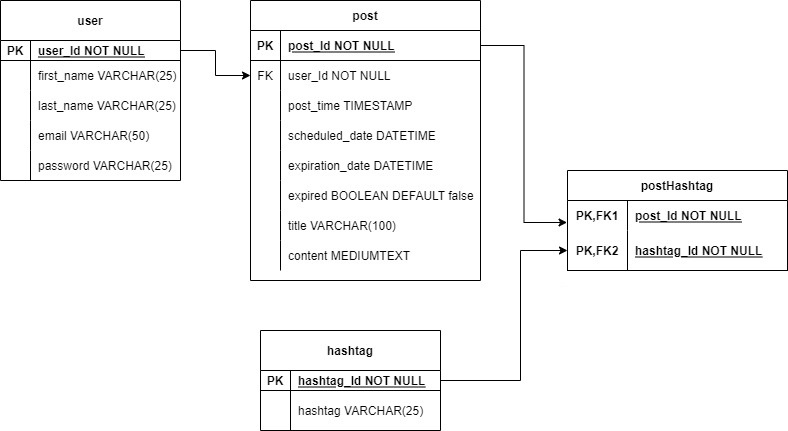 user
PK user_Id NOT NULL
first_name VARCHAR(25)
last_name VARCHAR(25)
email VARCHAR(50)
password VARCHAR(25)
post
PK post_Id NOT NULL
FK user_Id NOT NULL
post_time TIMESTAMP
scheduled_date DATETIME
expiration_date DATETIME
expired BOOLEAN DEFAULT false
title VARCHAR(100)
content MEDIUMTEXT
postHashtag
PK,FK1 post_Id NOT NULL
PK,FK2 hashtag_Id NOT NULL
hashtag
PK hashtag_Id NOT NULL
hashtag VARCHAR(25)